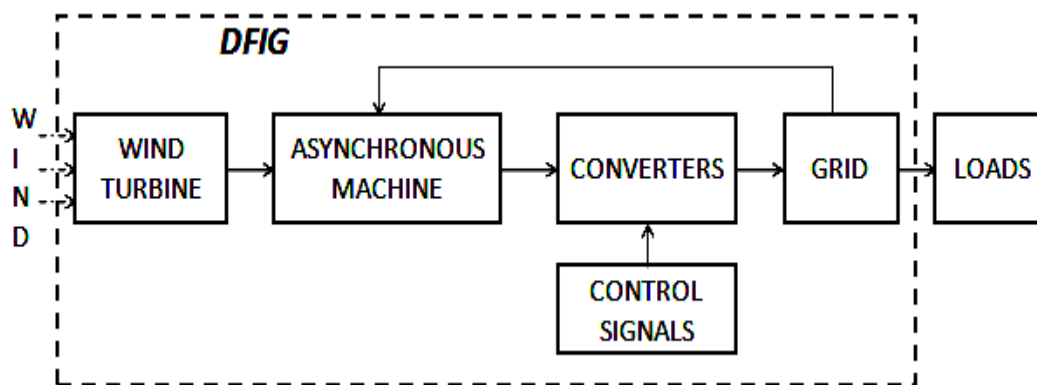 DFIG
W
I
N
D
WIND
TURBINE
ASYNCHRONOUS
MACHINE
CONVERTERS
GRID
LOADS
CONTROL
SIGNALS